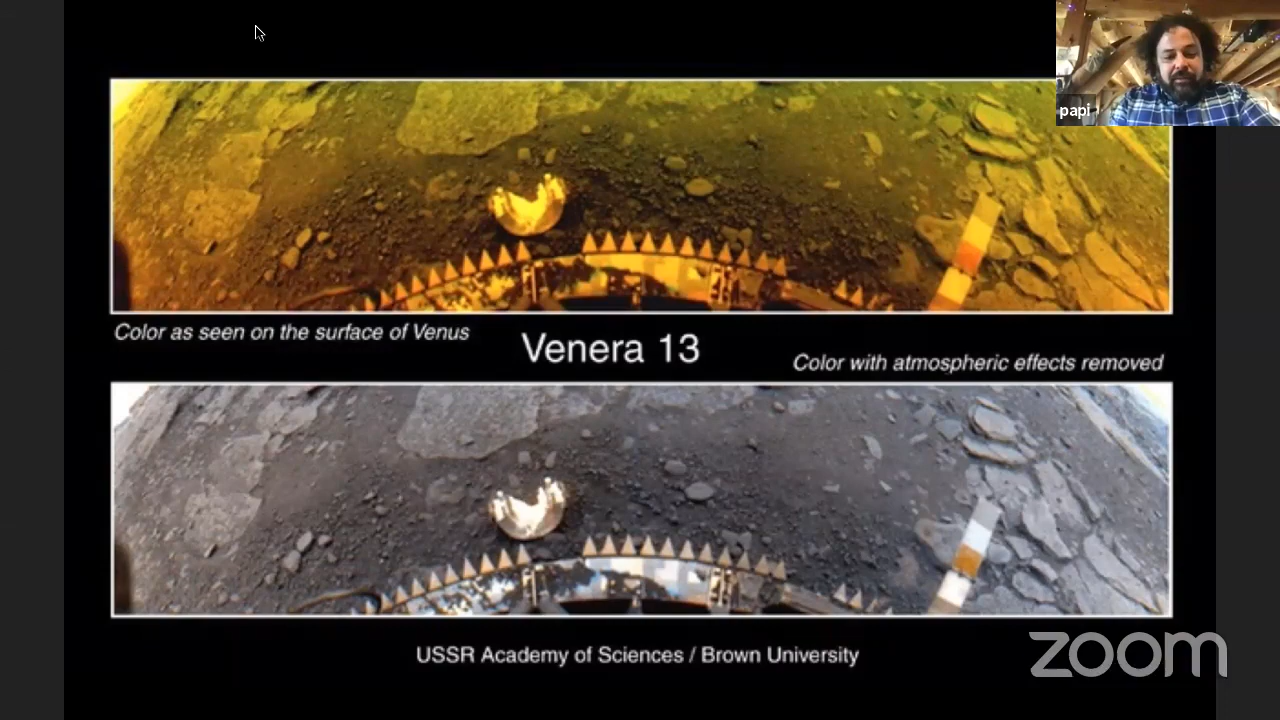 papi
Color as seen on the surface of Venus
Venera 13
Color with atmospheric effects removed
USSR Academy of Sciences / Brown University
zoom